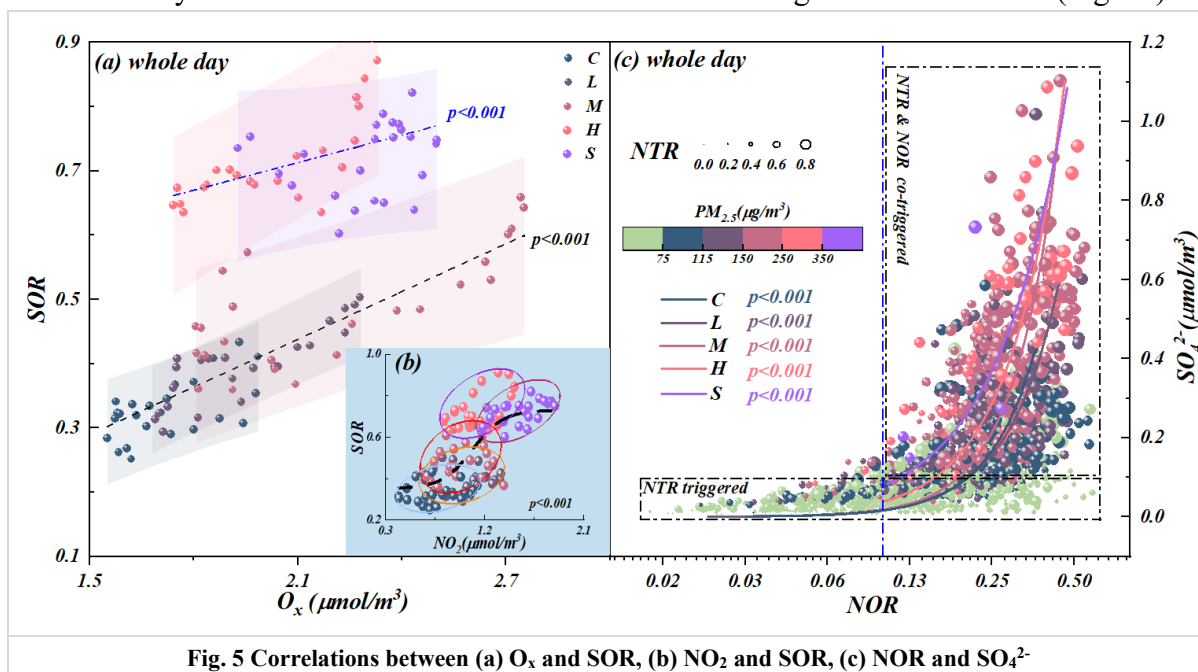 0.9
0.7
0.5
0.3
0.1
SOR
1.5
2.1
2.7
Oₓ (μmol/m³)
(a) whole day
C
L
M
H
S
p<0.001
p<0.001
(b)
1.0
0.6
0.2
SOR
0.3
1.2
2.1
NO₂(μmol/m³)
p<0.001
(c) whole day
NTR
0.0 0.2 0.4 0.6 0.8
PM₂.₅(μg/m³)
75 115 150 250 350
C p<0.001
L p<0.001
M p<0.001
H p<0.001
S p<0.001
NTR & NOR
co-triggered
NTR triggered
0.02
0.03
0.06
0.13
0.25
0.50
NOR
1.2
1.0
0.8
0.6
0.4
0.2
0.0
SO₄²⁻(μmol/m³)
Fig. 5 Correlations between (a) Oₓ and SOR, (b) NO₂ and SOR, (c) NOR and SO₄²⁻